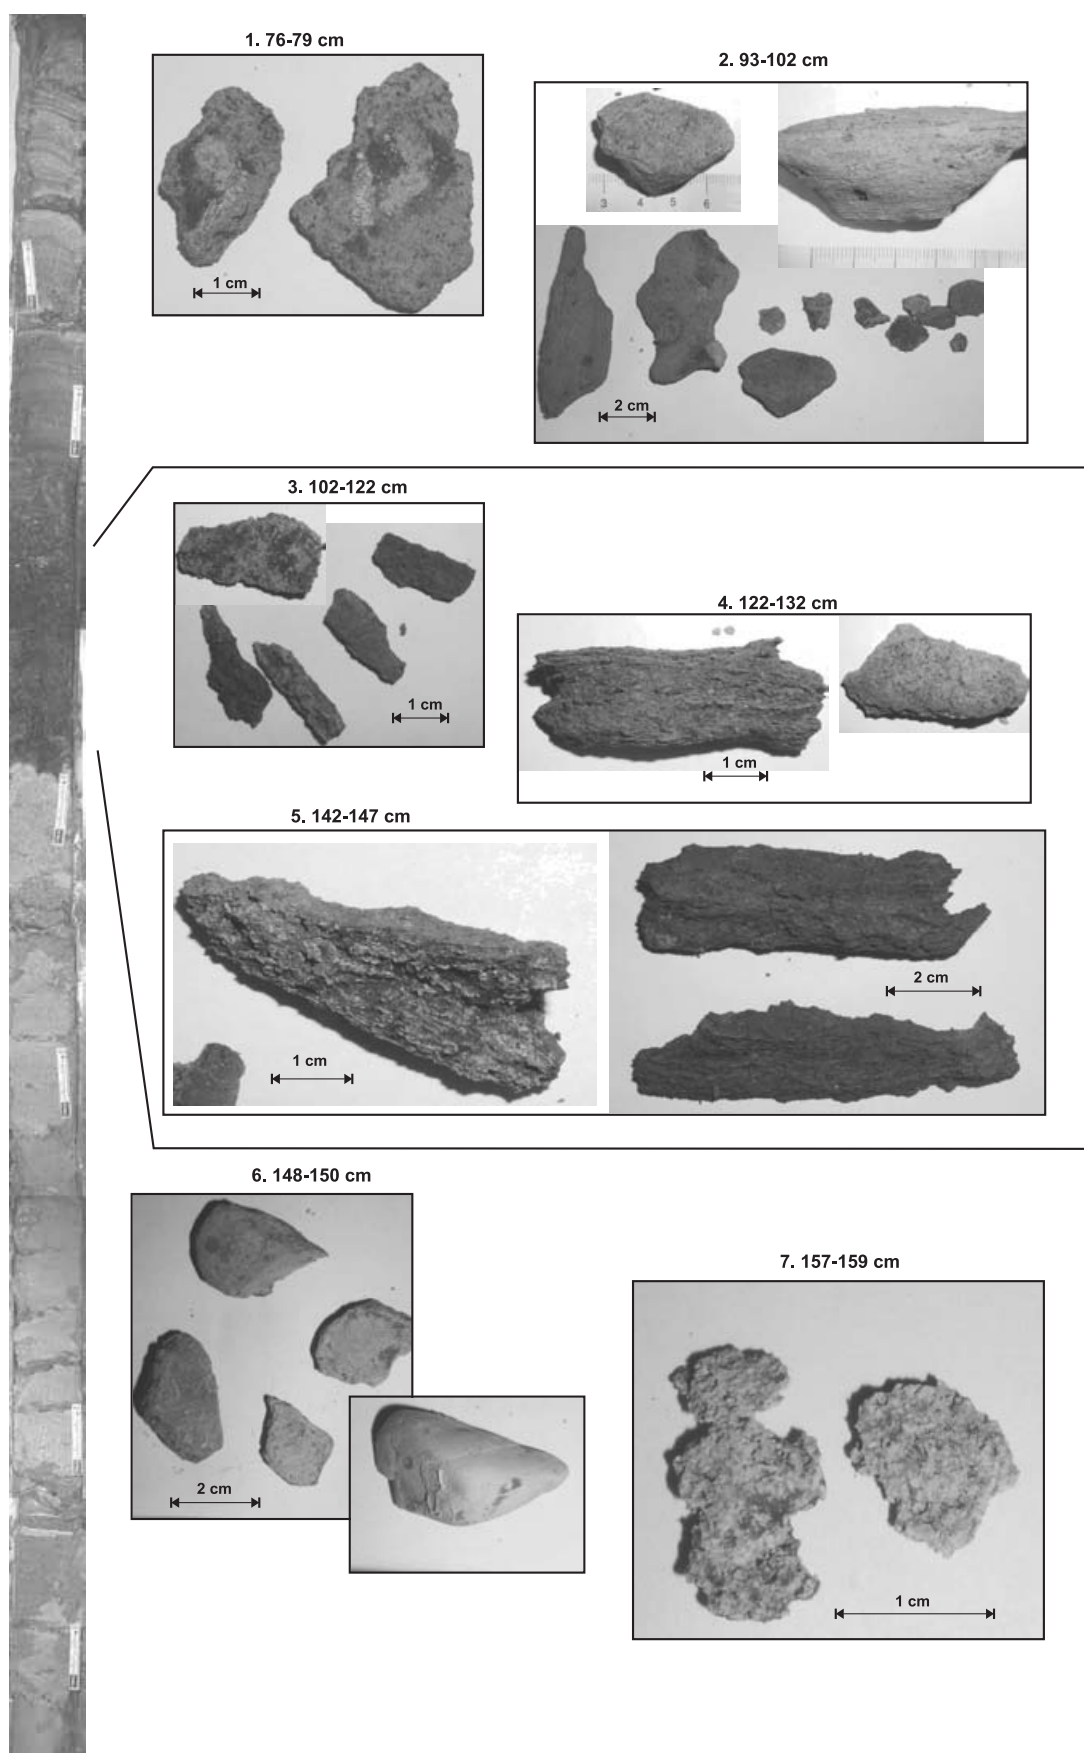 1. 76-79 cm
1 cm
2. 93-102 cm
3 4 5 6
2 cm
3. 102-122 cm
1 cm
4. 122-132 cm
1 cm
5. 142-147 cm
1 cm
2 cm
6. 148-150 cm
2 cm
7. 157-159 cm
1 cm